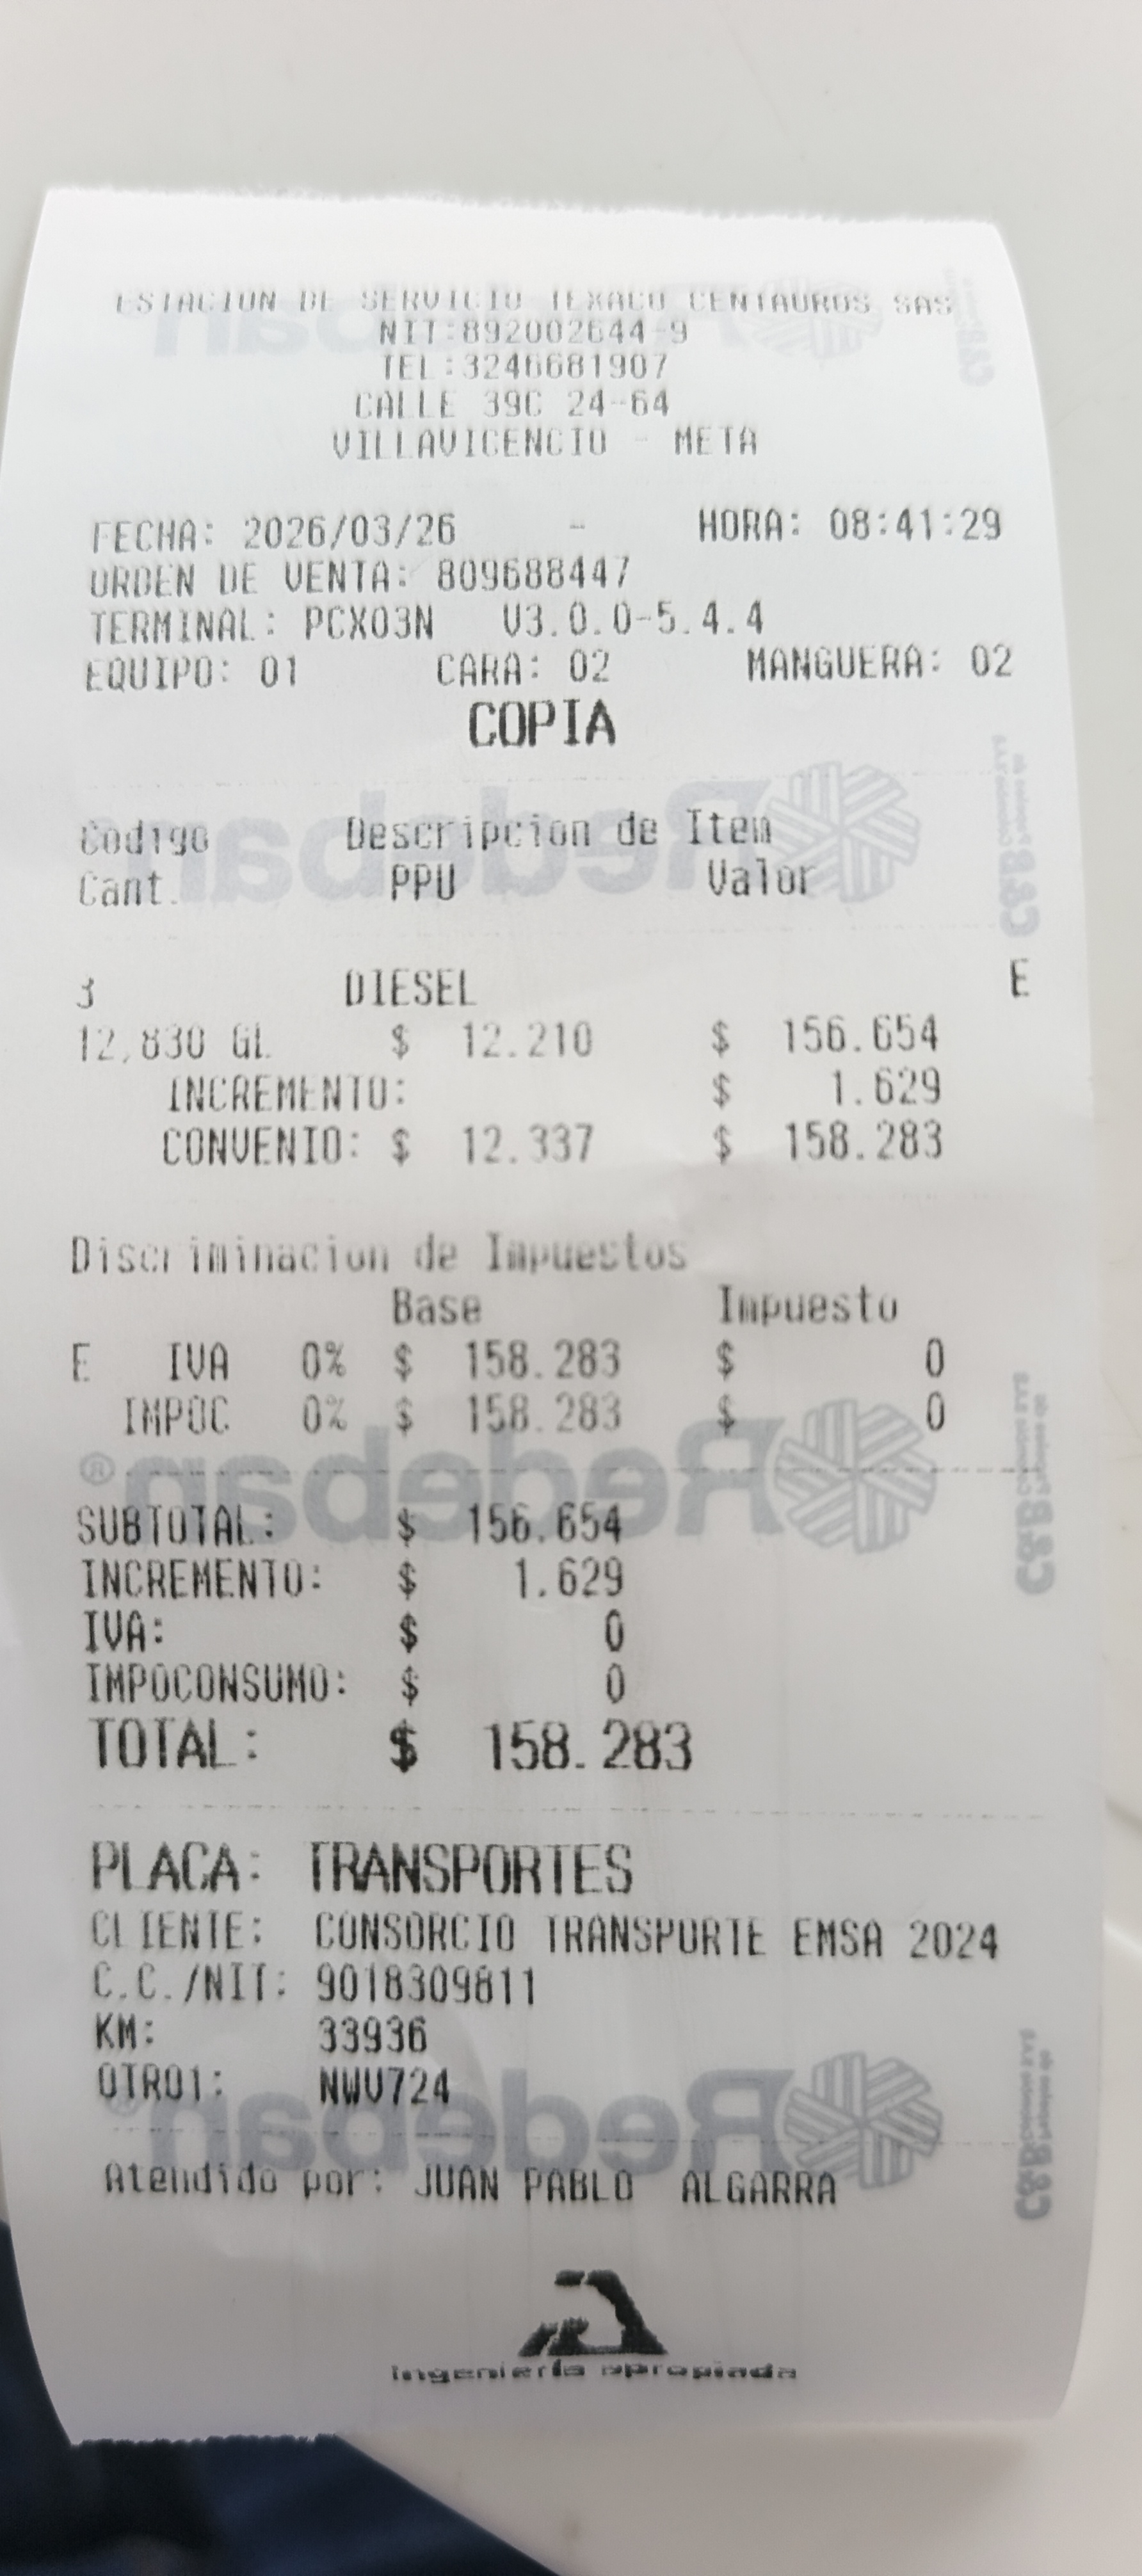 ESTACION DE SERVICIO TEXACO CENTAUROS SAS
NIT:892002644-9
TEL:3246681907
CALLE 39C 24-64
VILLAVICENCIO - META
FECHA: 2026/03/26 - HORA: 08:41:29
ORDEN DE VENTA: 809688447
TERMINAL: PCX03N V3.0.0-5.4.4
EQUIPO: 01 CARA: 02 MANGUERA: 02
COPIA
Codigo Descripcion de Item
Cant. PPU Valor
3 DIESEL E
12,830 GL $ 12.210 $ 156.654
INCREMENTO: $ 1.629
CONVENIO: $ 12.337 $ 158.283
Discriminacion de Impuestos
Base Impuesto
E IVA 0% $ 158.283 $ 0
IMPOC 0% $ 158.283 $ 0
SUBTOTAL: $ 156.654
INCREMENTO: $ 1.629
IVA: $ 0
IMPOCONSUMO: $ 0
TOTAL: $ 158.283
PLACA: TRANSPORTES
CLIENTE: CONSORCIO TRANSPORTE EMSA 2024
C.C./NIT: 9018309811
KM: 33936
OTRO1: NWV724
Atendido por: JUAN PABLO ALGARRA
Ingeniería apropiada
Redeban
Redeban
Redeban®
Redeban
C&B
C&B
C&B